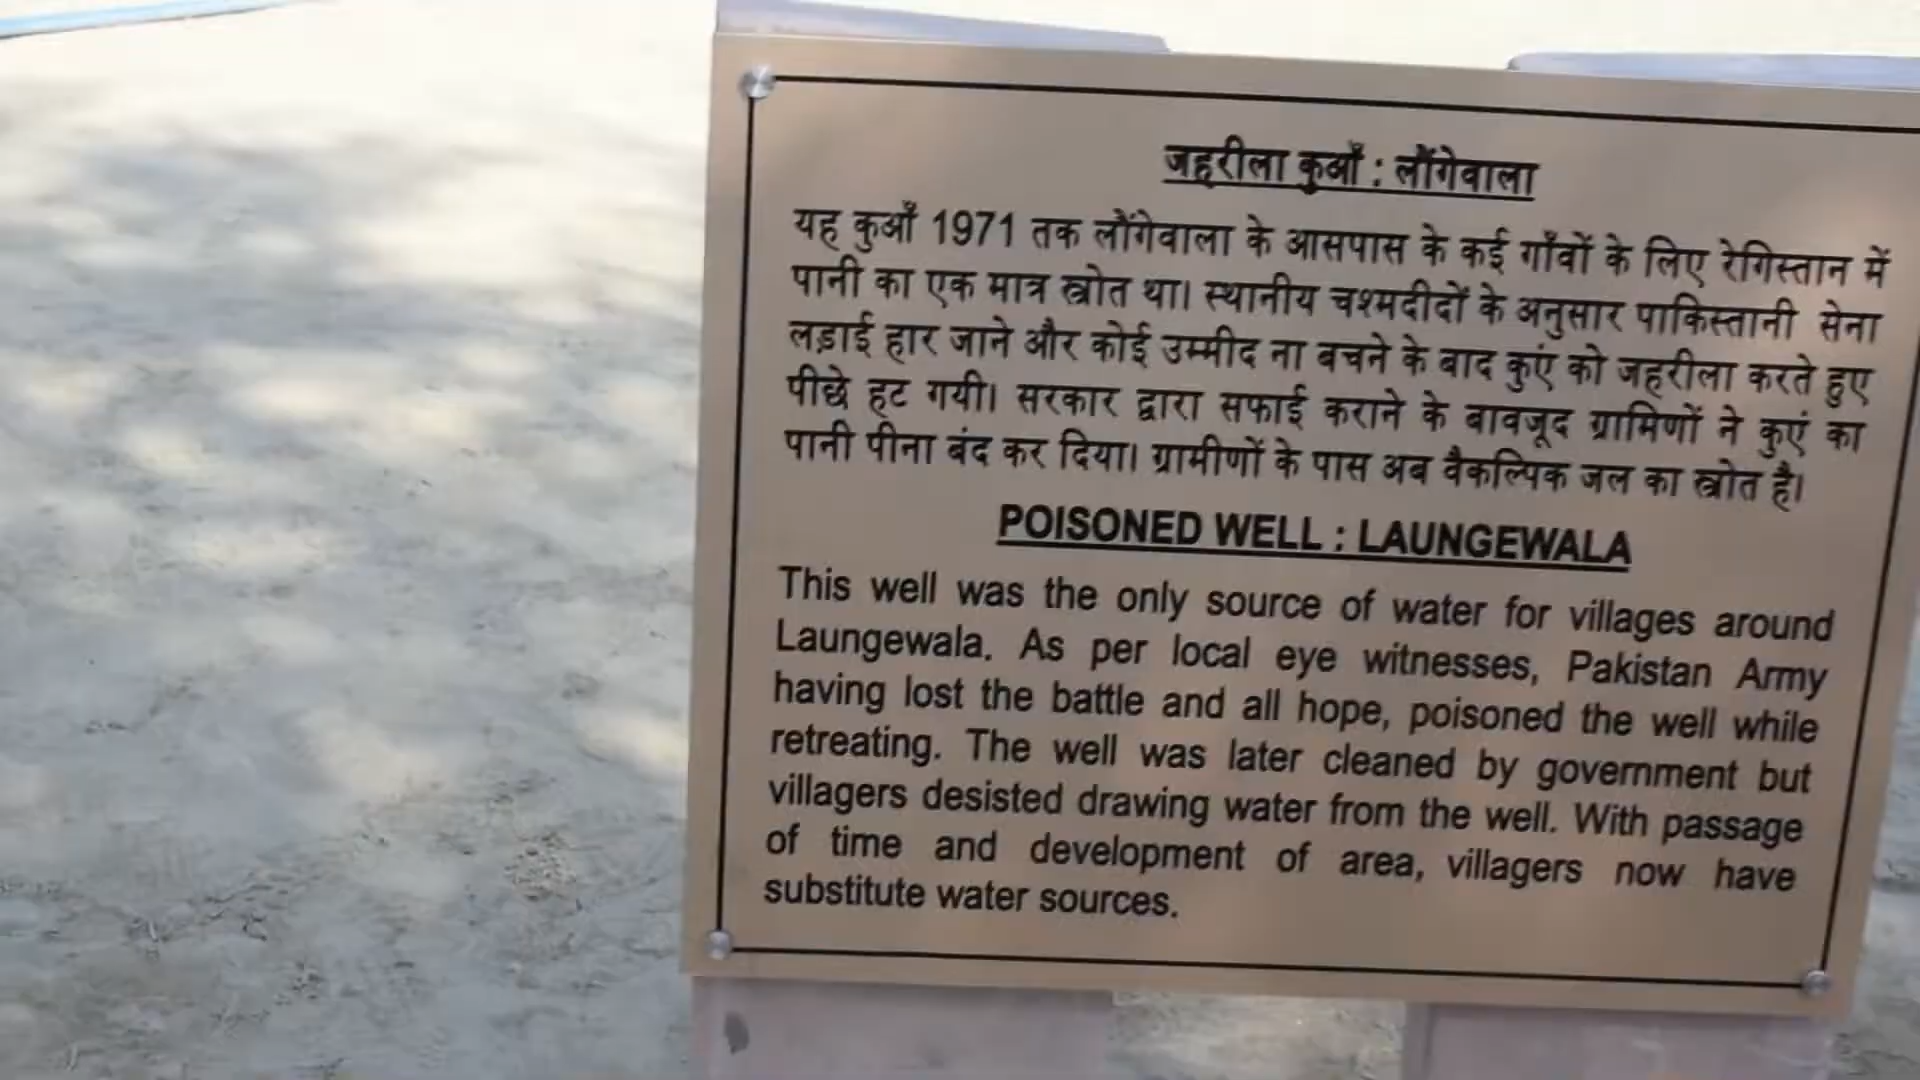 जहरीला कुआँ : लौंगेवाला
यह कुआँ 1971 तक लौंगेवाला के आसपास के कई गाँवों के लिए रेगिस्तान में
पानी का एक मात्र स्त्रोत था। स्थानीय चश्मदीदों के अनुसार पाकिस्तानी सेना
लड़ाई हार जाने और कोई उम्मीद ना बचने के बाद कुएं को जहरीला करते हुए
पीछे हट गयी। सरकार द्वारा सफाई कराने के बावजूद ग्रामिणों ने कुएं का
पानी पीना बंद कर दिया। ग्रामीणों के पास अब वैकल्पिक जल का स्त्रोत है।
POISONED WELL : LAUNGEWALA
This well was the only source of water for villages around
Laungewala. As per local eye witnesses, Pakistan Army
having lost the battle and all hope, poisoned the well while
retreating. The well was later cleaned by government but
villagers desisted drawing water from the well. With passage
of time and development of area, villagers now have
substitute water sources.